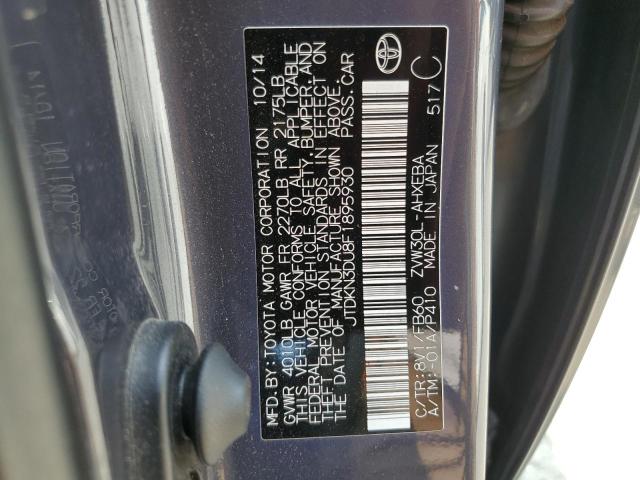 MFD. BY: TOYOTA MOTOR CORPORATION 10/14
GVWR 4010LB GAWR FR 2270LB RR 2175LB
THIS VEHICLE CONFORMS TO ALL APPLICABLE
FEDERAL MOTOR VEHICLE SAFETY, BUMPER, AND
THEFT PREVENTION STANDARDS IN EFFECT ON
THE DATE OF MANUFACTURE SHOWN ABOVE.
JTDKN3DU8F1895930 PASS. CAR
C/TR: 8V1/FB60 ZVW30L-AHXEBA
A/TM: -01A/P410 MADE IN JAPAN 517 C